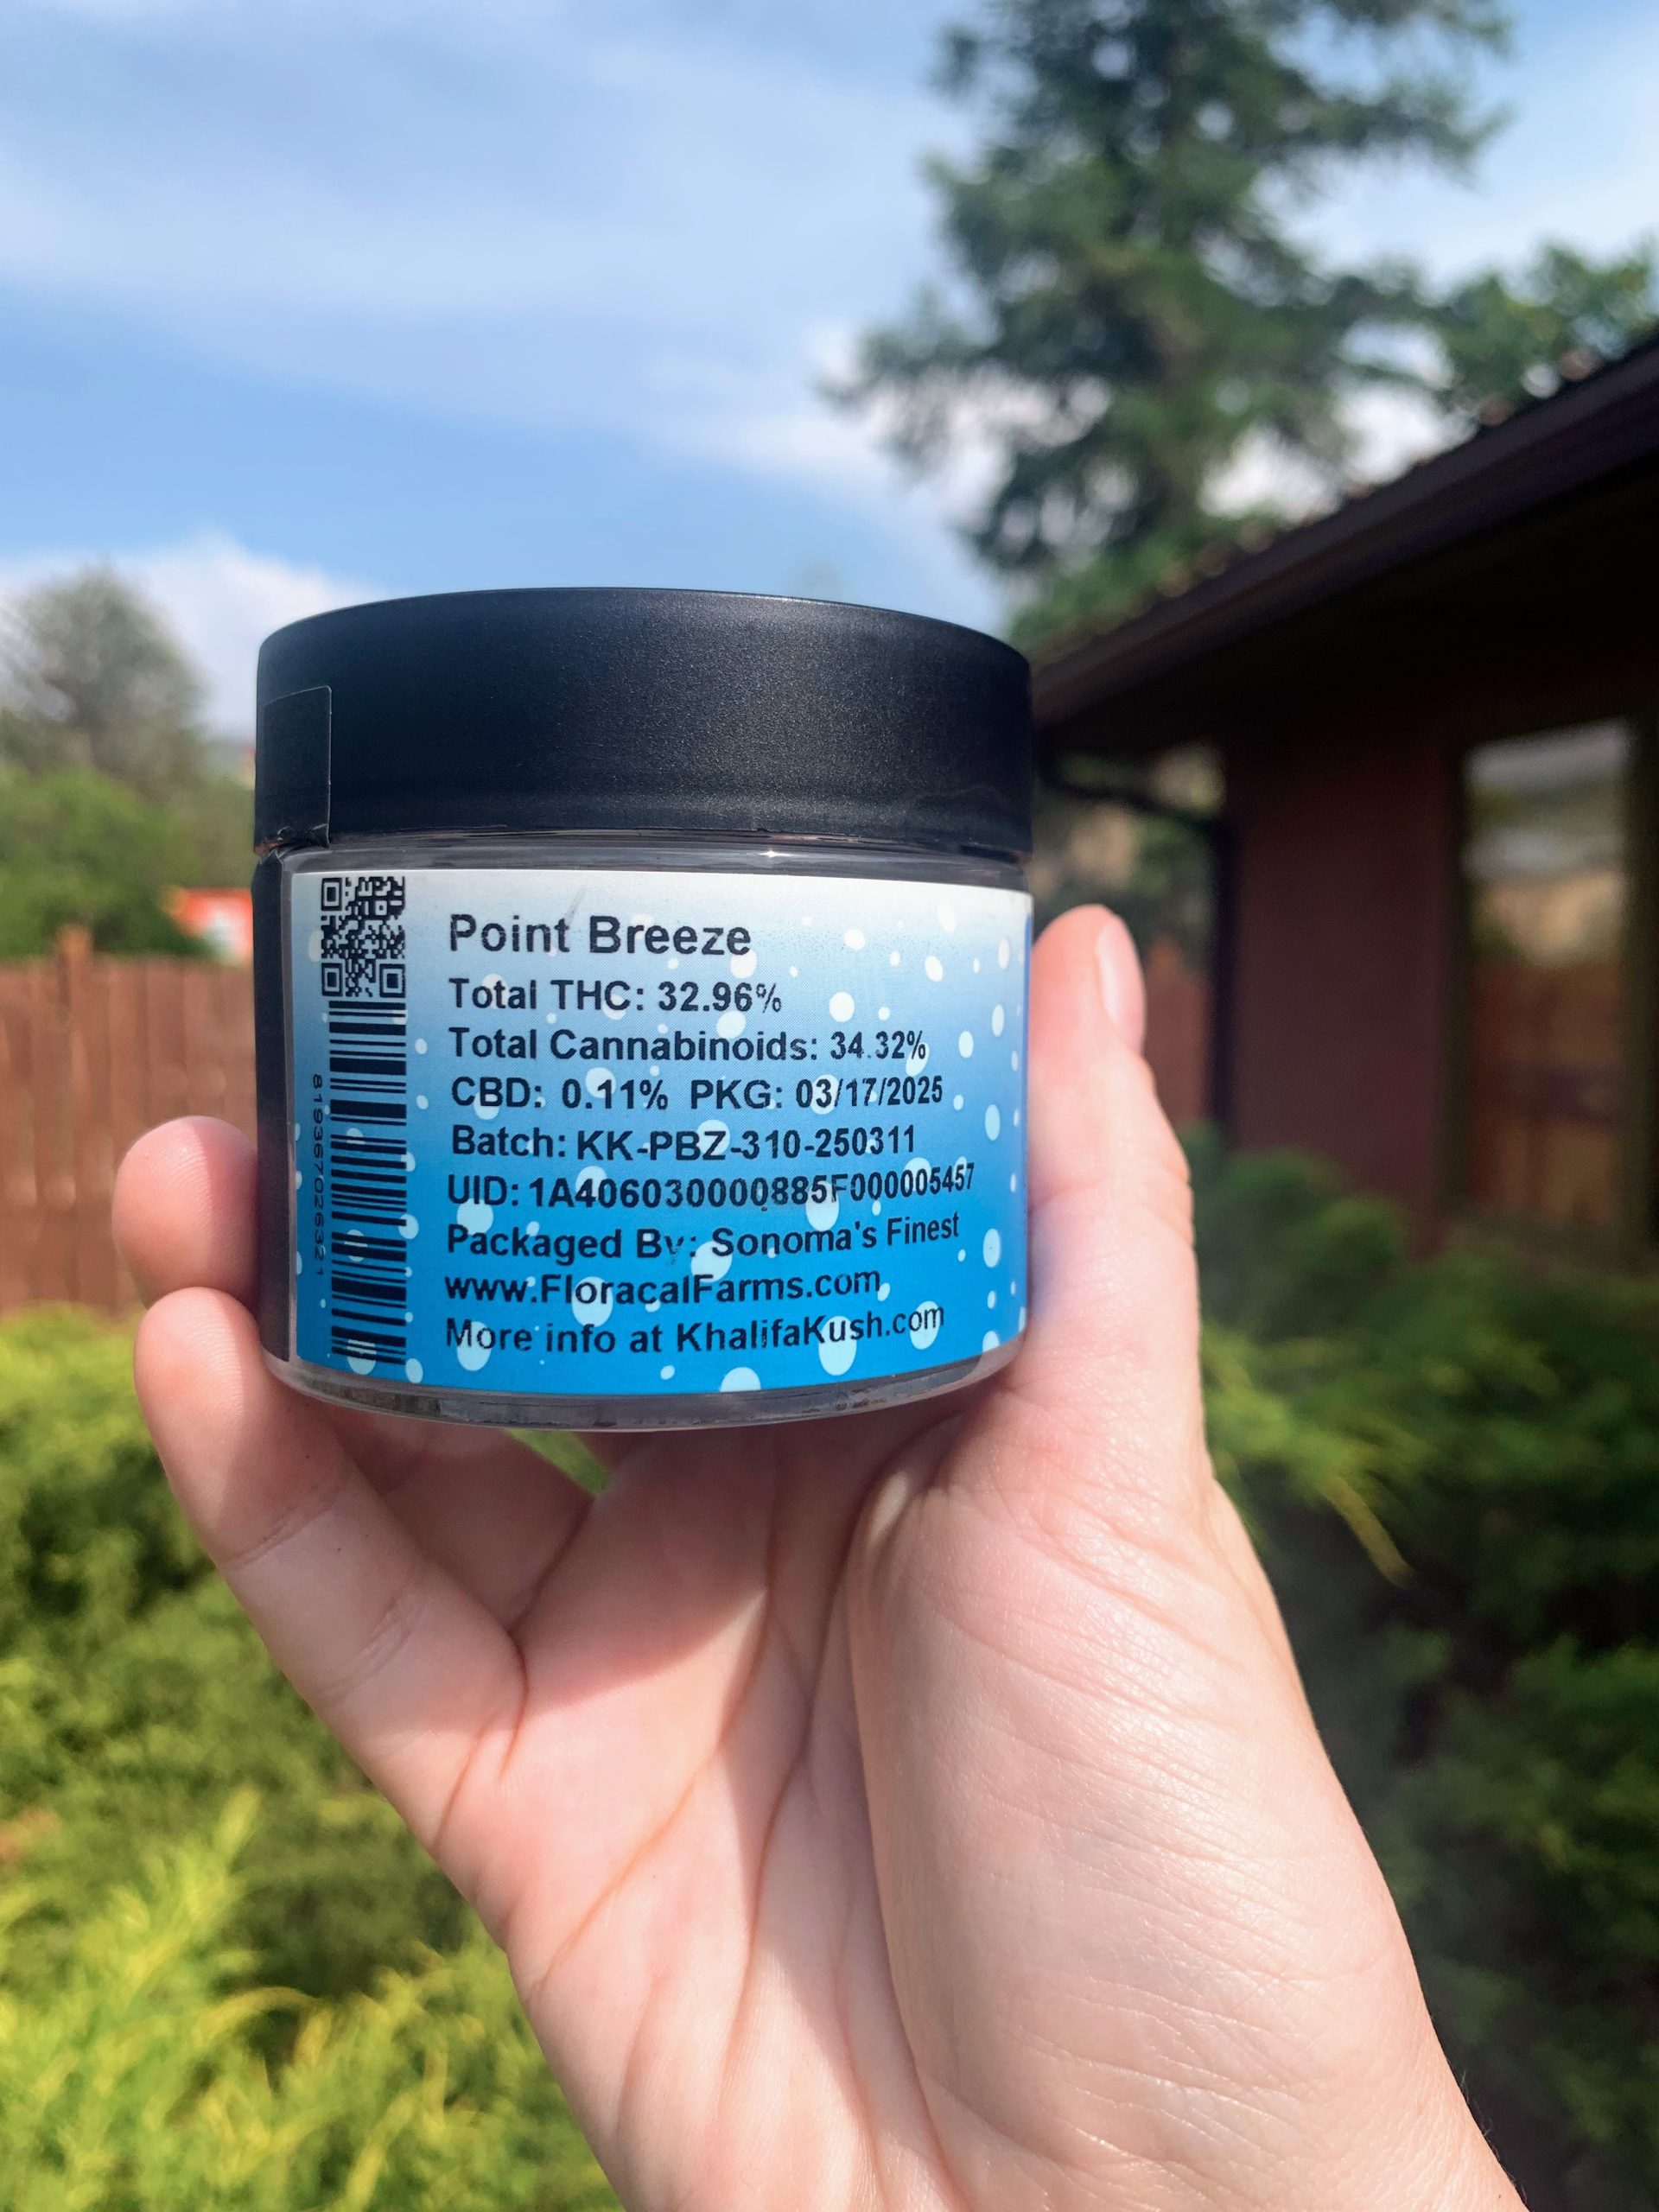 Point Breeze
Total THC: 32.96%
Total Cannabinoids: 34.32%
CBD: 0.11% PKG: 03/17/2025
Batch: KK-PBZ-310-250311
UID: 1A406030000885F000005457
Packaged By: Sonoma's Finest
www.FloracalFarms.com
More info at KhalifaKush.com
819367026321